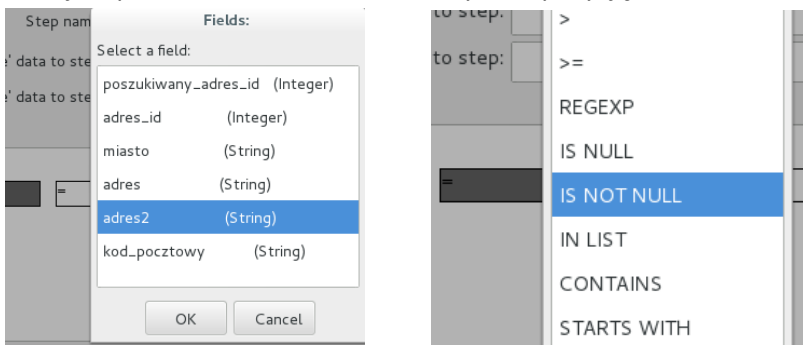 Step nam
Fields:
Select a field:
e' data to ste
e' data to ste
poszukiwany_adres_id (Integer)
adres_id (Integer)
miasto (String)
adres (String)
adres2 (String)
kod_pocztowy (String)
=
OK Cancel
to step:
to step:
=
>
>=
REGEXP
IS NULL
IS NOT NULL
IN LIST
CONTAINS
STARTS WITH